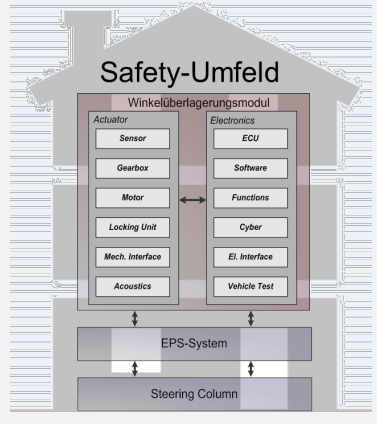 Safety-Umfeld
Winkelüberlagerungsmodul
Actuator
Sensor
Gearbox
Motor
Locking Unit
Mech. Interface
Acoustics
Electronics
ECU
Software
Functions
Cyber
El. Interface
Vehicle Test
EPS-System
Steering Column